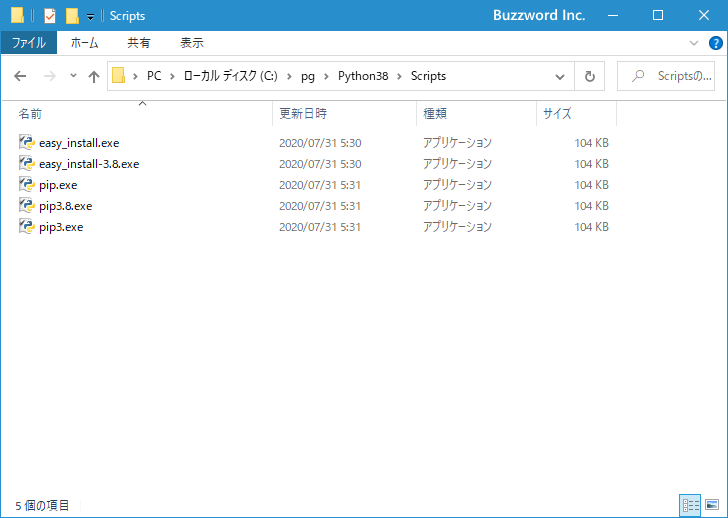 Scripts
Buzzword Inc.
ファイル ホーム 共有 表示
PC ローカル ディスク (C:) pg Python38 Scripts
Scriptsの...
名前 更新日時 種類 サイズ
easy_install.exe 2020/07/31 5:30 アプリケーション 104 KB
easy_install-3.8.exe 2020/07/31 5:30 アプリケーション 104 KB
pip.exe 2020/07/31 5:31 アプリケーション 104 KB
pip3.8.exe 2020/07/31 5:31 アプリケーション 104 KB
pip3.exe 2020/07/31 5:31 アプリケーション 104 KB
5 個の項目